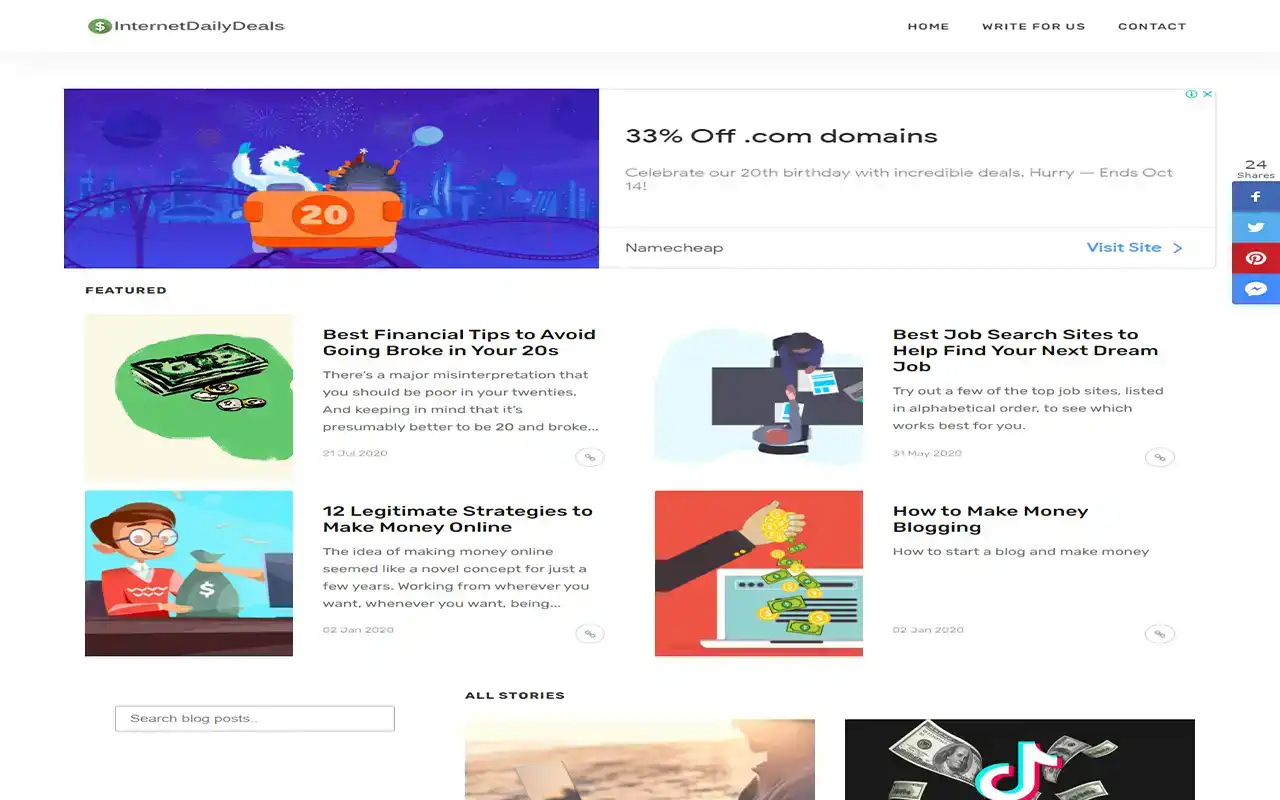 $ InternetDailyDeals
HOME
WRITE FOR US
CONTACT
20
33% Off .com domains
Celebrate our 20th birthday with incredible deals. Hurry — Ends Oct
14!
Namecheap
Visit Site
24
Shares
FEATURED
Best Financial Tips to Avoid
Going Broke in Your 20s
There's a major misinterpretation that
you should be poor in your twenties.
And keeping in mind that it's
presumably better to be 20 and broke...
21 Jul 2020
Best Job Search Sites to
Help Find Your Next Dream
Job
Try out a few of the top job sites, listed
in alphabetical order, to see which
works best for you.
31 May 2020
$
12 Legitimate Strategies to
Make Money Online
The idea of making money online
seemed like a novel concept for just a
few years. Working from wherever you
want, whenever you want, being...
02 Jan 2020
How to Make Money
Blogging
How to start a blog and make money
02 Jan 2020
Search blog posts..
ALL STORIES